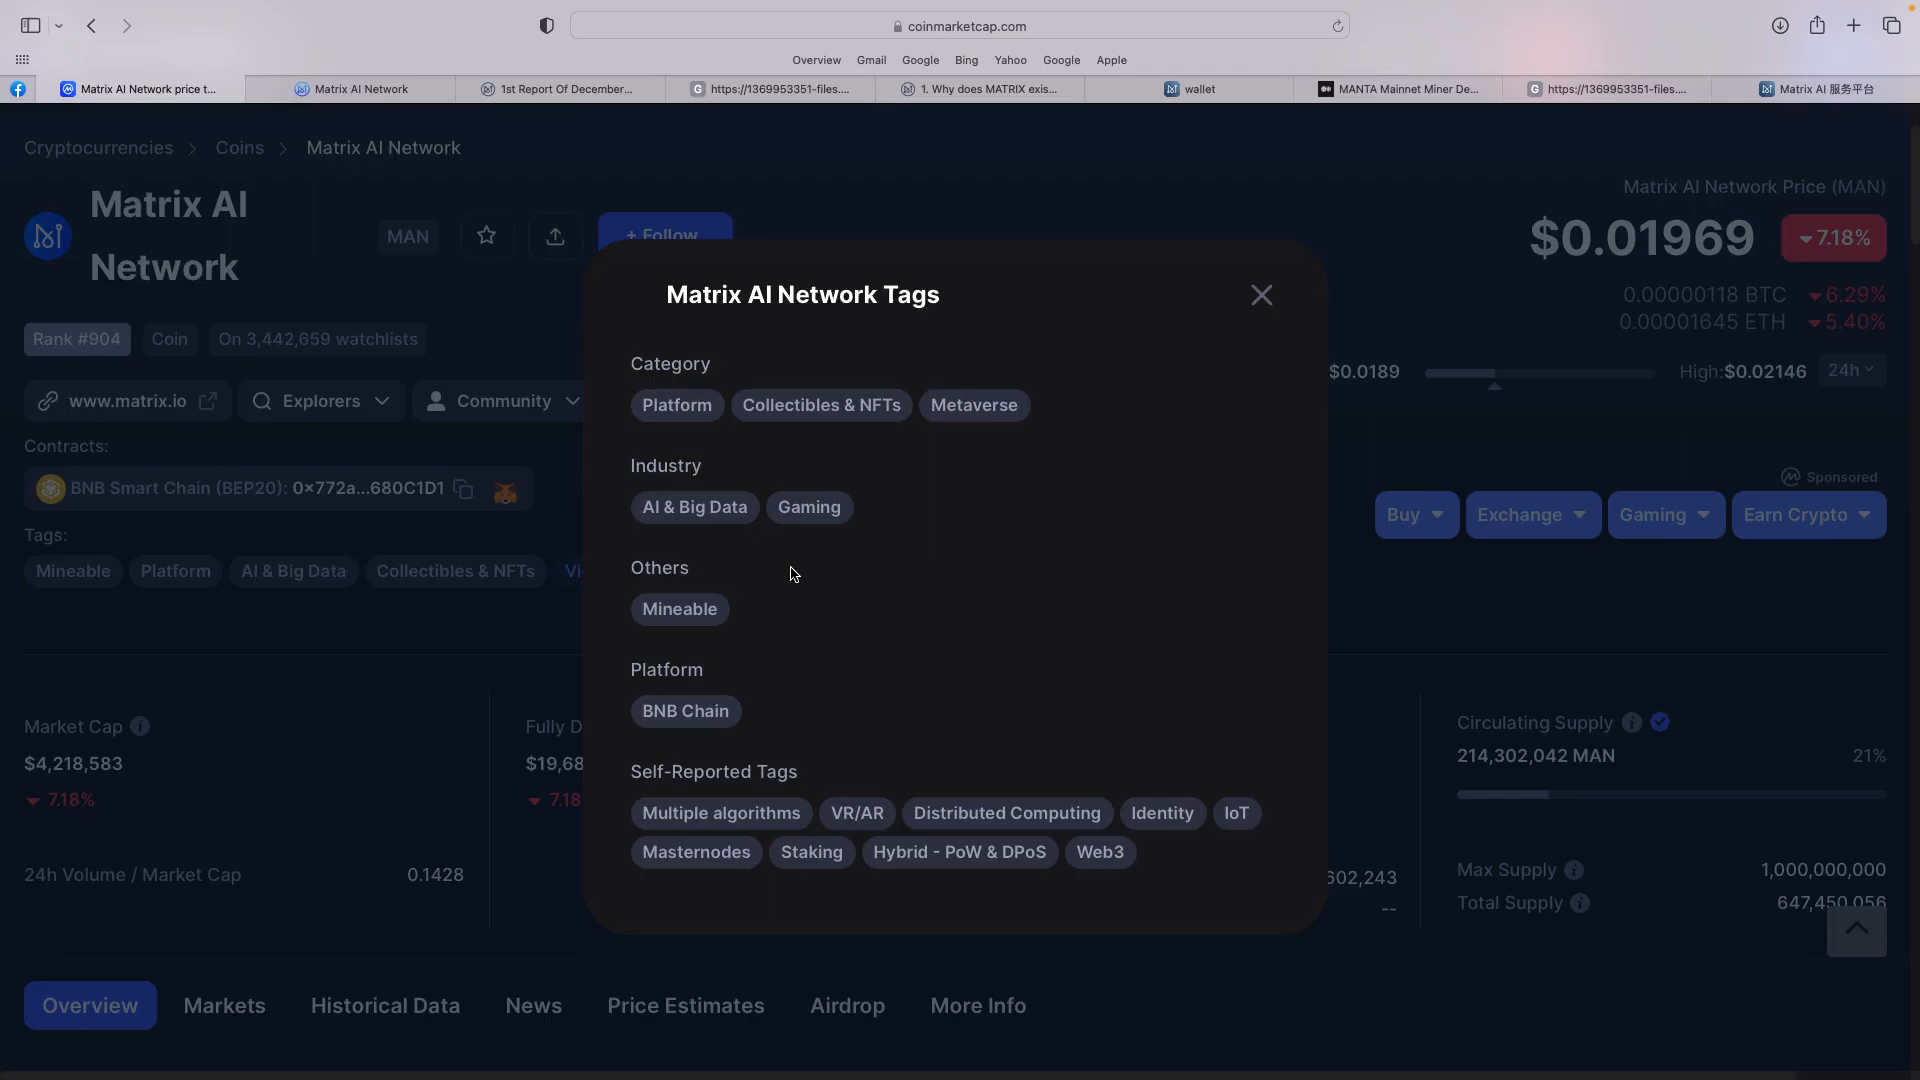 coinmarketcap.com
Overview Gmail Google Bing Yahoo Google Apple
Matrix AI Network price t...
Matrix AI Network
1st Report Of December...
G https://1369953351-files....
1. Why does MATRIX exis...
wallet
MANTA Mainnet Miner De...
G https://1369953351-files....
Matrix AI 服务平台
Cryptocurrencies > Coins > Matrix AI Network
Matrix AI
Network
MAN
+ Follow
Matrix AI Network Price (MAN)
$0.01969 7.18%
0.00000118 BTC 6.29%
0.00001645 ETH 5.40%
$0.0189 High:$0.02146 24h
Rank #904 Coin On 3,442,659 watchlists
www.matrix.io Explorers Community
Contracts:
BNB Smart Chain (BEP20): 0x772a...680C1D1
Tags:
Mineable Platform AI & Big Data Collectibles & NFTs Vi
Sponsored
Buy Exchange Gaming Earn Crypto
Matrix AI Network Tags
Category
Platform Collectibles & NFTs Metaverse
Industry
AI & Big Data Gaming
Others
Mineable
Platform
BNB Chain
Self-Reported Tags
Multiple algorithms VR/AR Distributed Computing Identity IoT
Masternodes Staking Hybrid - PoW & DPoS Web3
Market Cap
$4,218,583
7.18%
24h Volume / Market Cap 0.1428
Fully D
$19,68
7.18
602,243
--
Circulating Supply
214,302,042 MAN 21%
Max Supply 1,000,000,000
Total Supply 647,450,056
Overview Markets Historical Data News Price Estimates Airdrop More Info